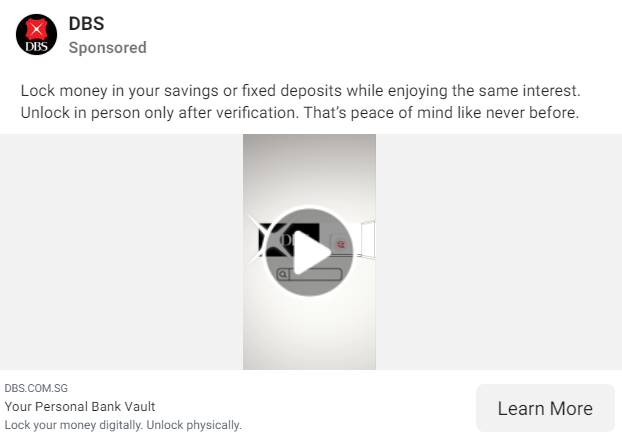 DBS
DBS
Sponsored
Lock money in your savings or fixed deposits while enjoying the same interest.
Unlock in person only after verification. That's peace of mind like never before.
DBS.COM.SG
Your Personal Bank Vault
Lock your money digitally. Unlock physically.
Learn More